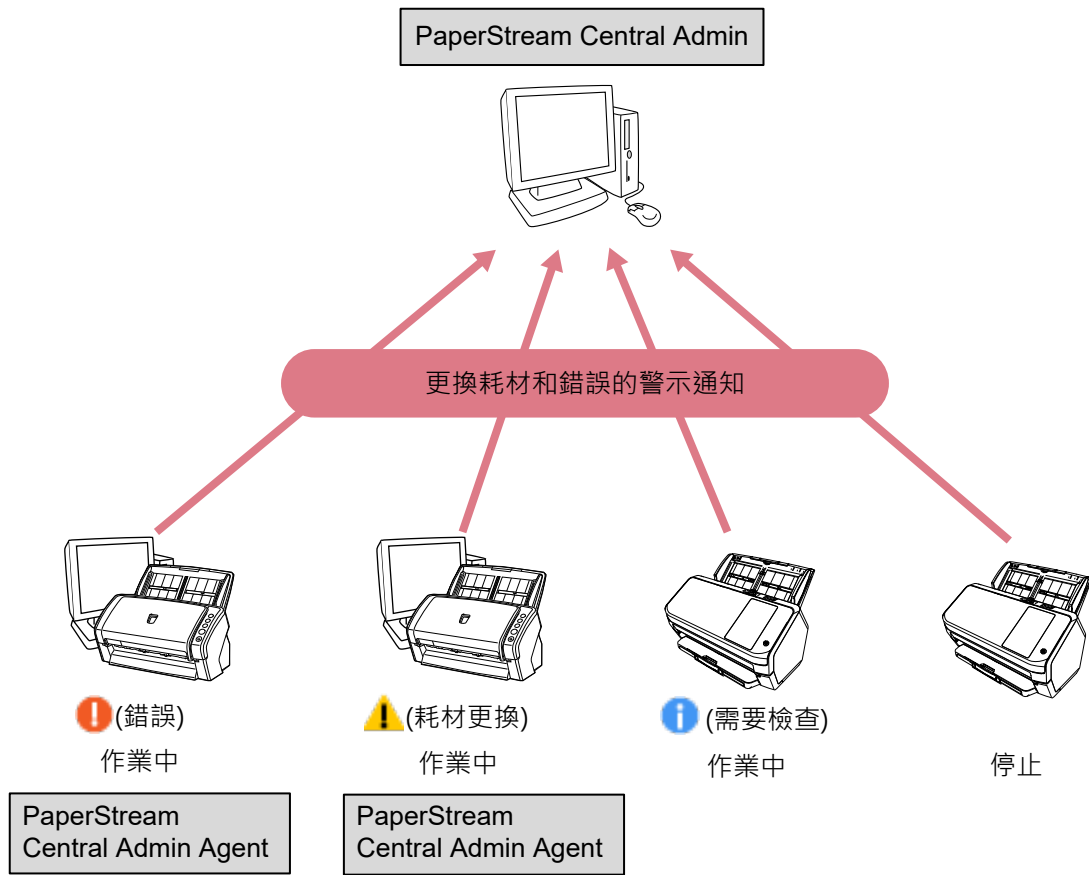 PaperStream Central Admin
更換耗材和錯誤的警示通知
(錯誤)
(耗材更換)
(需要檢查)
作業中
作業中
作業中
停止
PaperStream
Central Admin Agent
PaperStream
Central Admin Agent